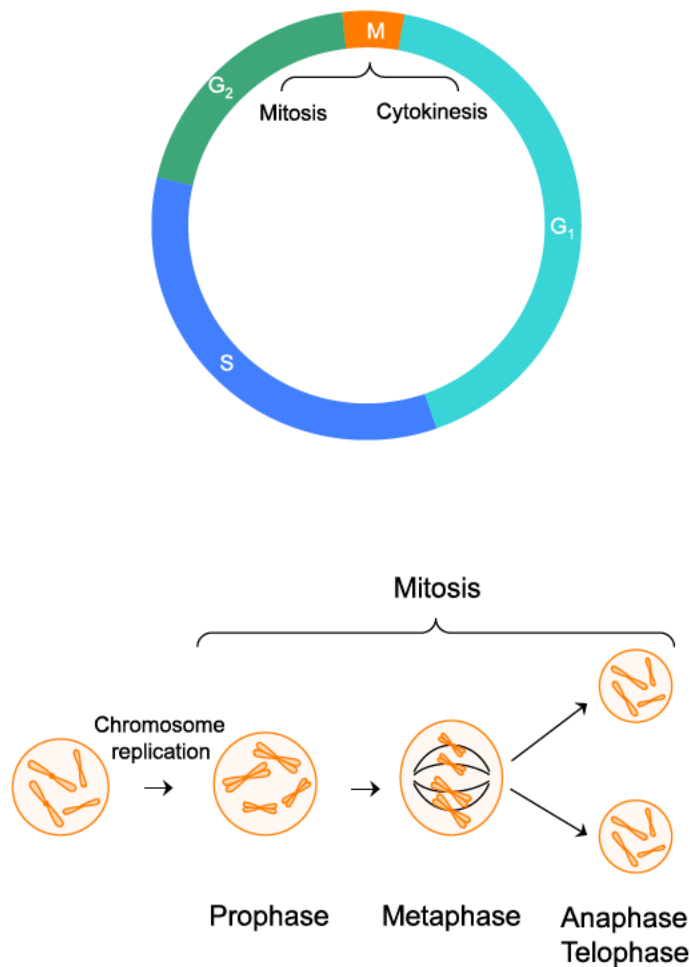 M
G₂
Mitosis
Cytokinesis
G₁
S
Mitosis
Chromosome
replication
Prophase
Metaphase
Anaphase
Telophase